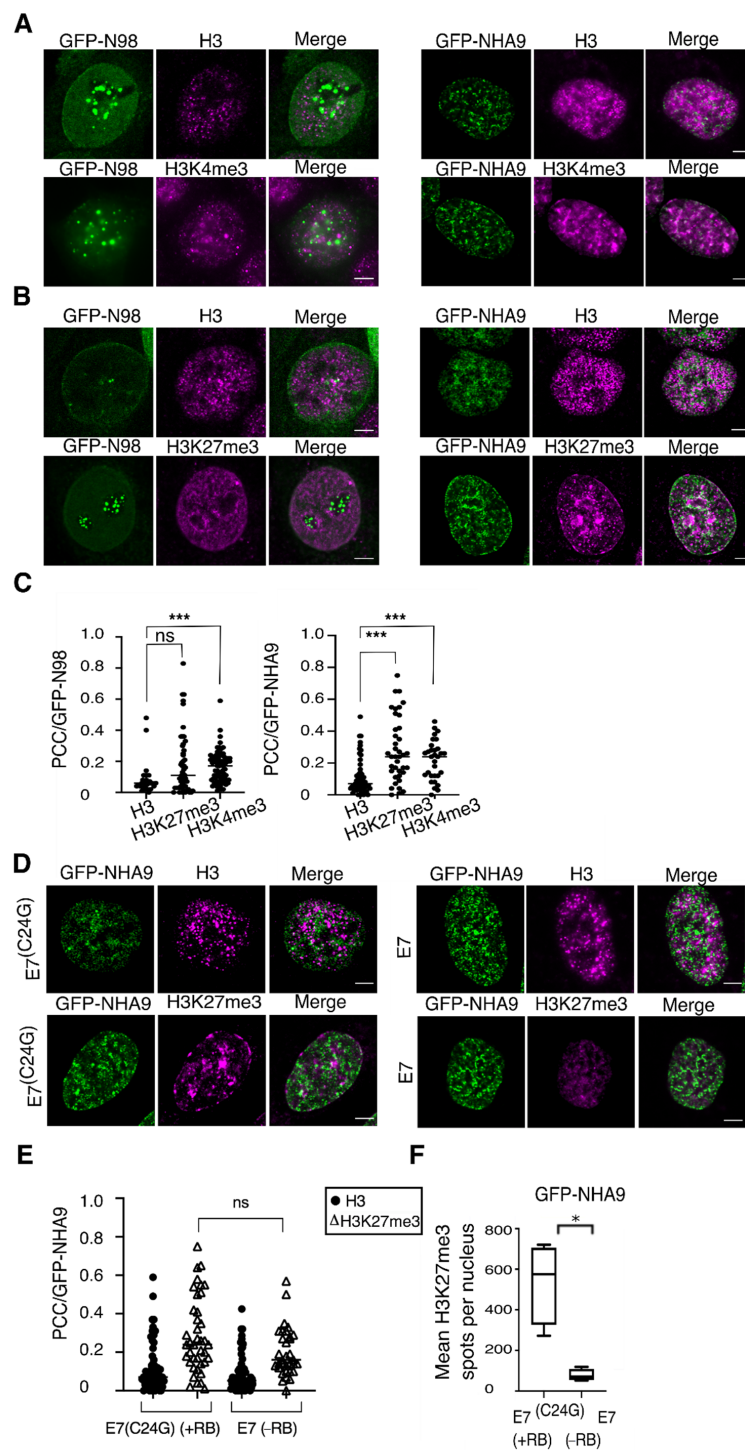 A
GFP-N98 H3 Merge GFP-NHA9 H3 Merge
GFP-N98 H3K4me3 Merge GFP-NHA9 H3K4me3 Merge
B
GFP-N98 H3 Merge GFP-NHA9 H3 Merge
GFP-N98 H3K27me3 Merge GFP-NHA9 H3K27me3 Merge
C
PCC/GFP-N98
1.0
0.8
0.6
0.4
0.2
0
ns
***
H3
H3K27me3
H3K4me3
PCC/GFP-NHA9
1.0
0.8
0.6
0.4
0.2
0
***
***
H3
H3K27me3
H3K4me3
D
GFP-NHA9 H3 Merge GFP-NHA9 H3 Merge
E7(C24G)
E7
GFP-NHA9 H3K27me3 Merge GFP-NHA9 H3K27me3 Merge
E7(C24G)
E7
E
PCC/GFP-NHA9
1.0
0.8
0.6
0.4
0.2
0
ns
● H3
ΔH3K27me3
E7(C24G) (+RB) E7 (–RB)
F
GFP-NHA9
Mean H3K27me3
spots per nucleus
800
600
400
200
0
*
E7 (C24G) E7
(+RB) (–RB)